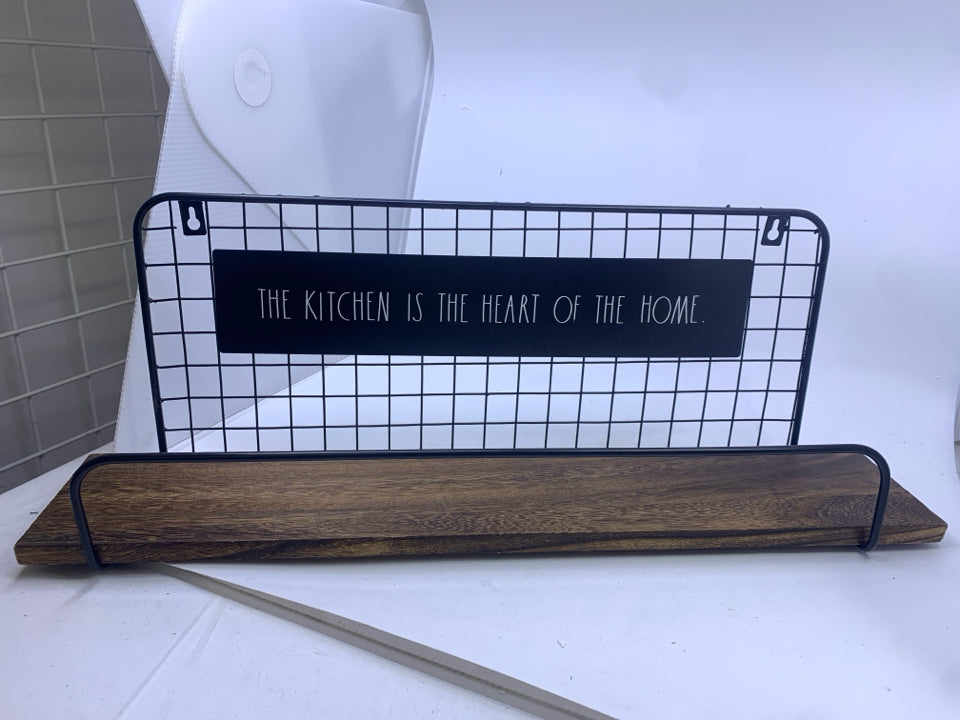 THE KITCHEN IS THE HEART OF THE HOME.